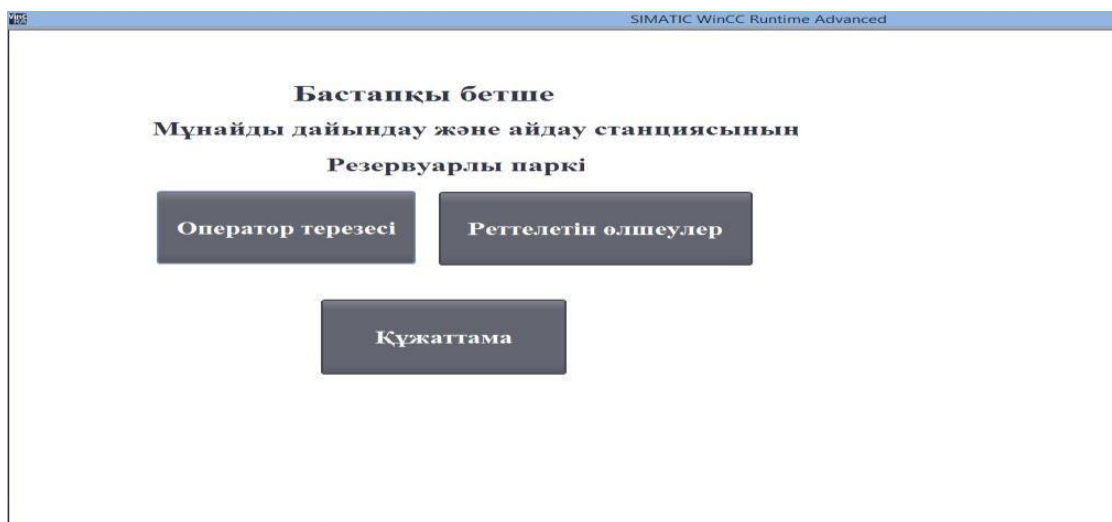 SIMATIC WinCC Runtime Advanced
Бастапқы бетше
Мұнайды дайындау және айдау станциясынын
Резервуарлы паркі
Оператор терезесі
Реттелетін өлшеулер
Құжаттама